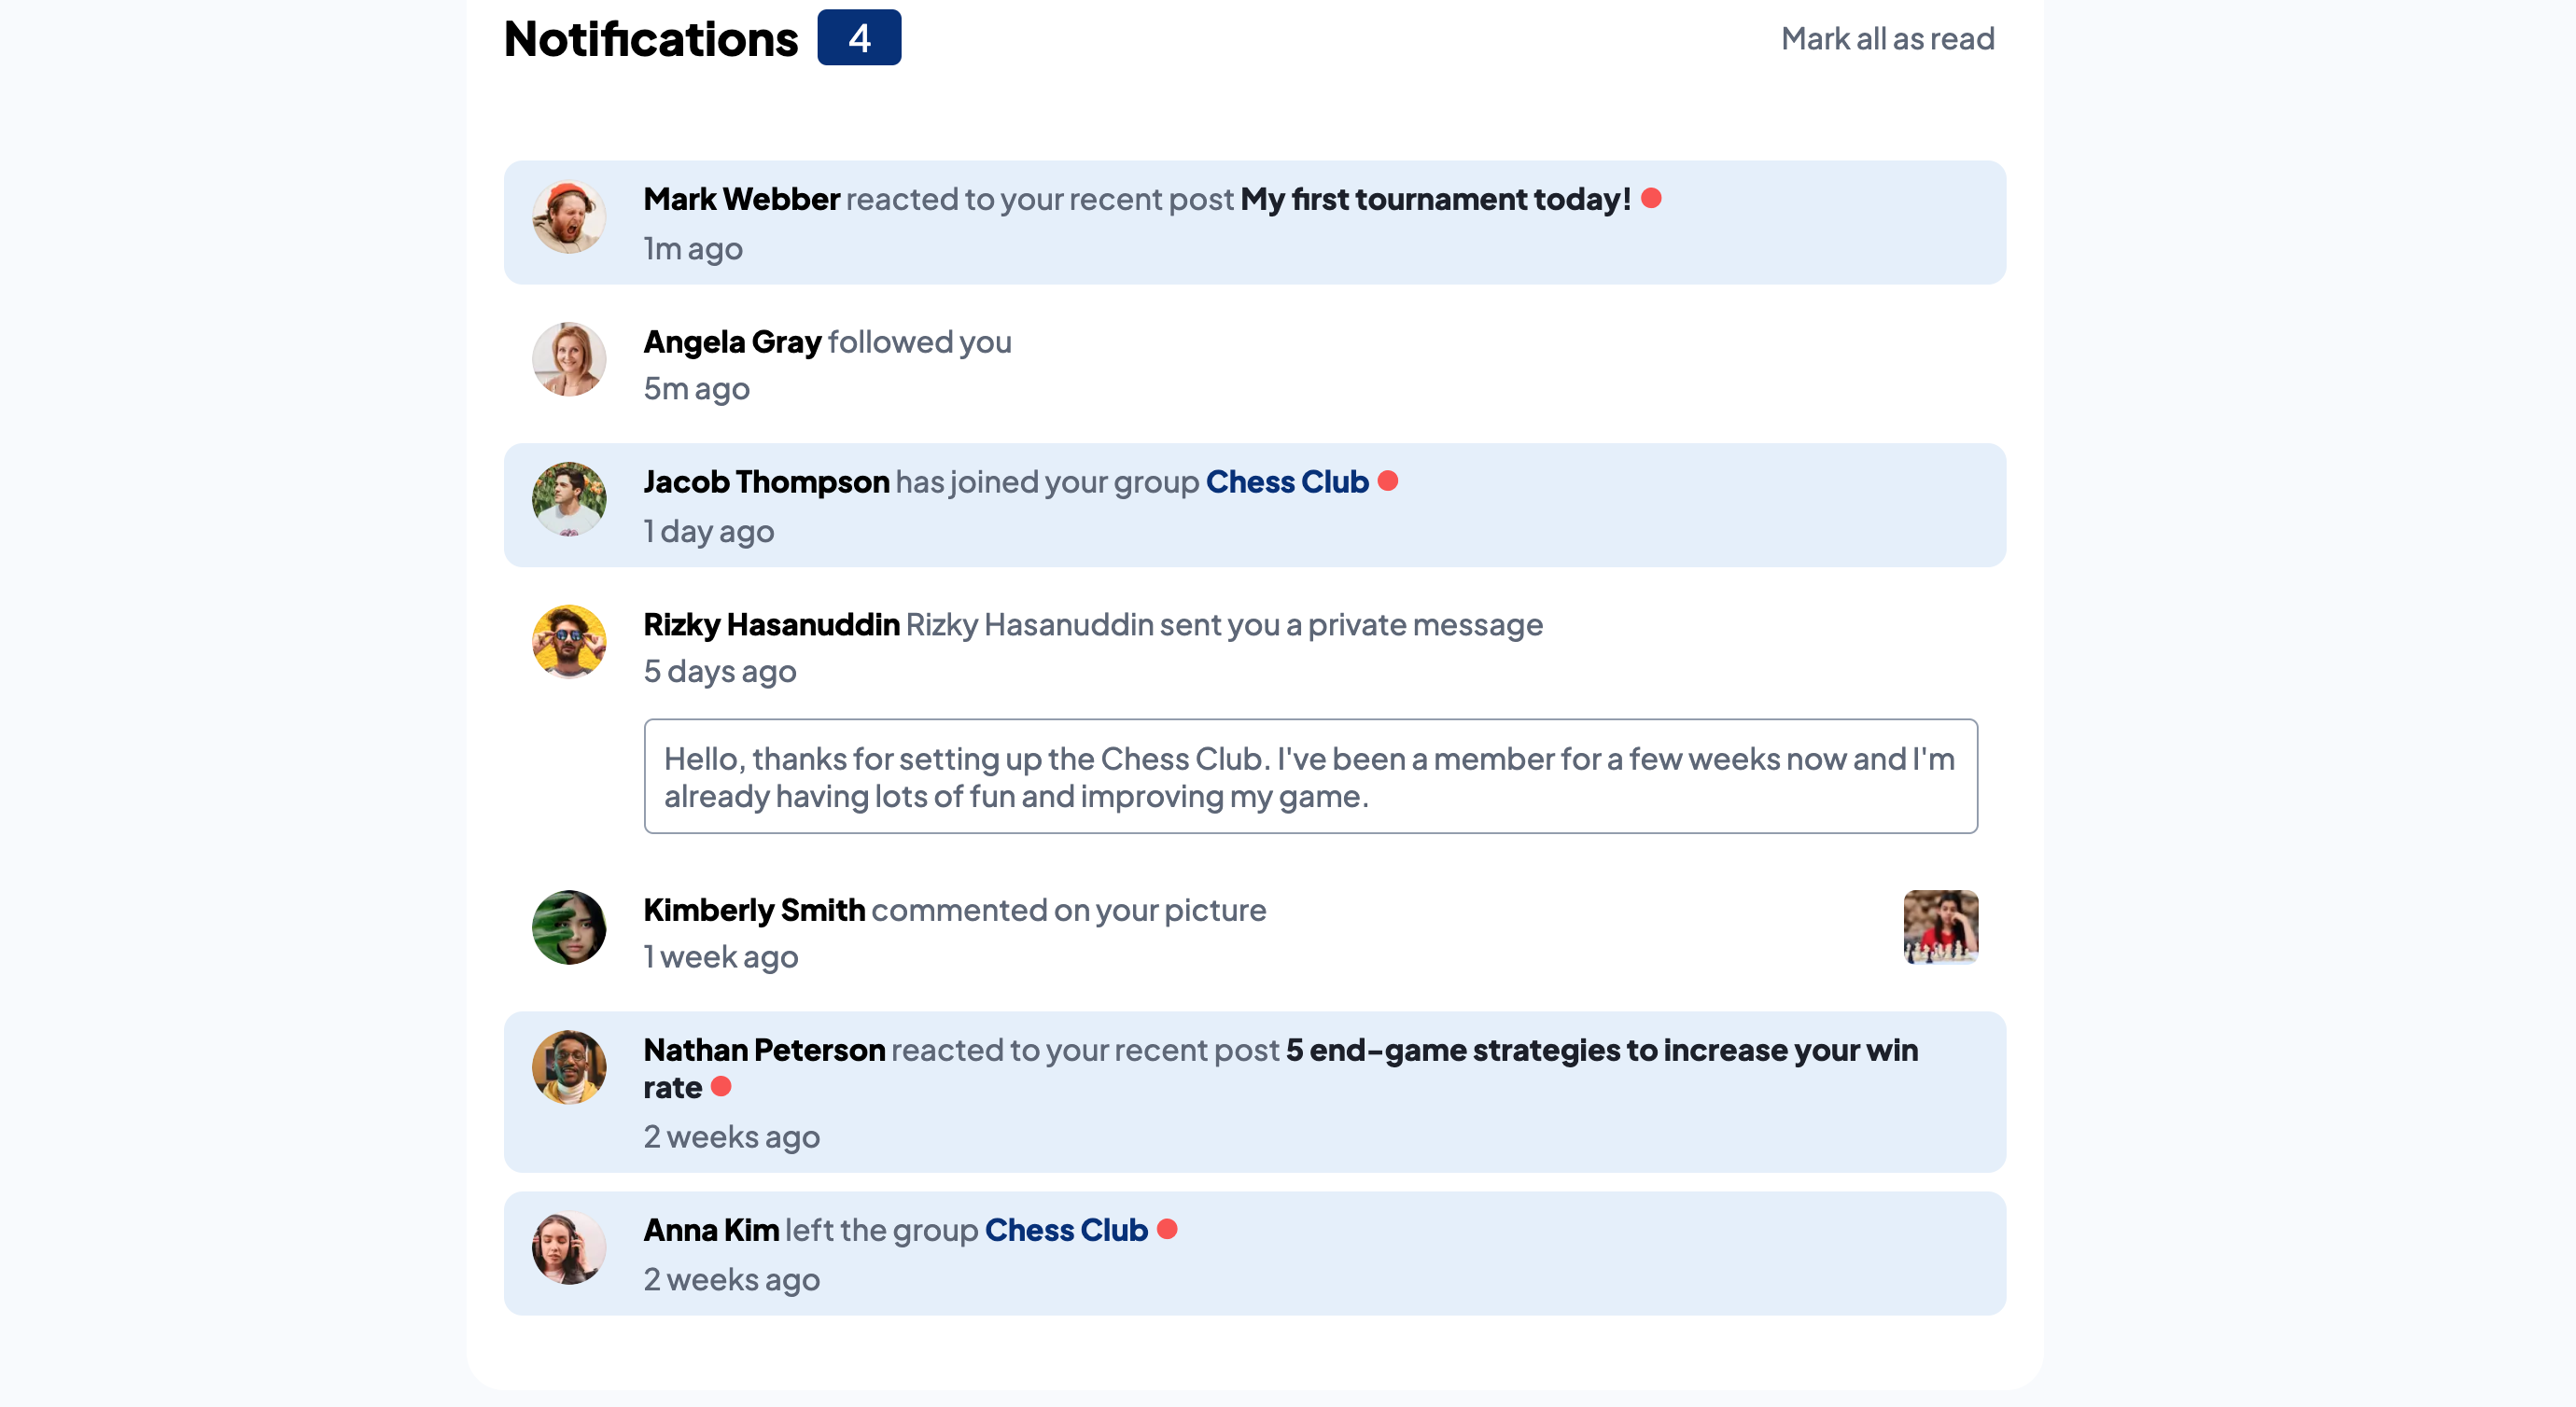 Notifications 4 Mark all as read
Mark Webber reacted to your recent post My first tournament today!
1m ago
Angela Gray followed you
5m ago
Jacob Thompson has joined your group Chess Club
1 day ago
Rizky Hasanuddin Rizky Hasanuddin sent you a private message
5 days ago
Hello, thanks for setting up the Chess Club. I've been a member for a few weeks now and I'm
already having lots of fun and improving my game.
Kimberly Smith commented on your picture
1 week ago
Nathan Peterson reacted to your recent post 5 end-game strategies to increase your win
rate
2 weeks ago
Anna Kim left the group Chess Club
2 weeks ago